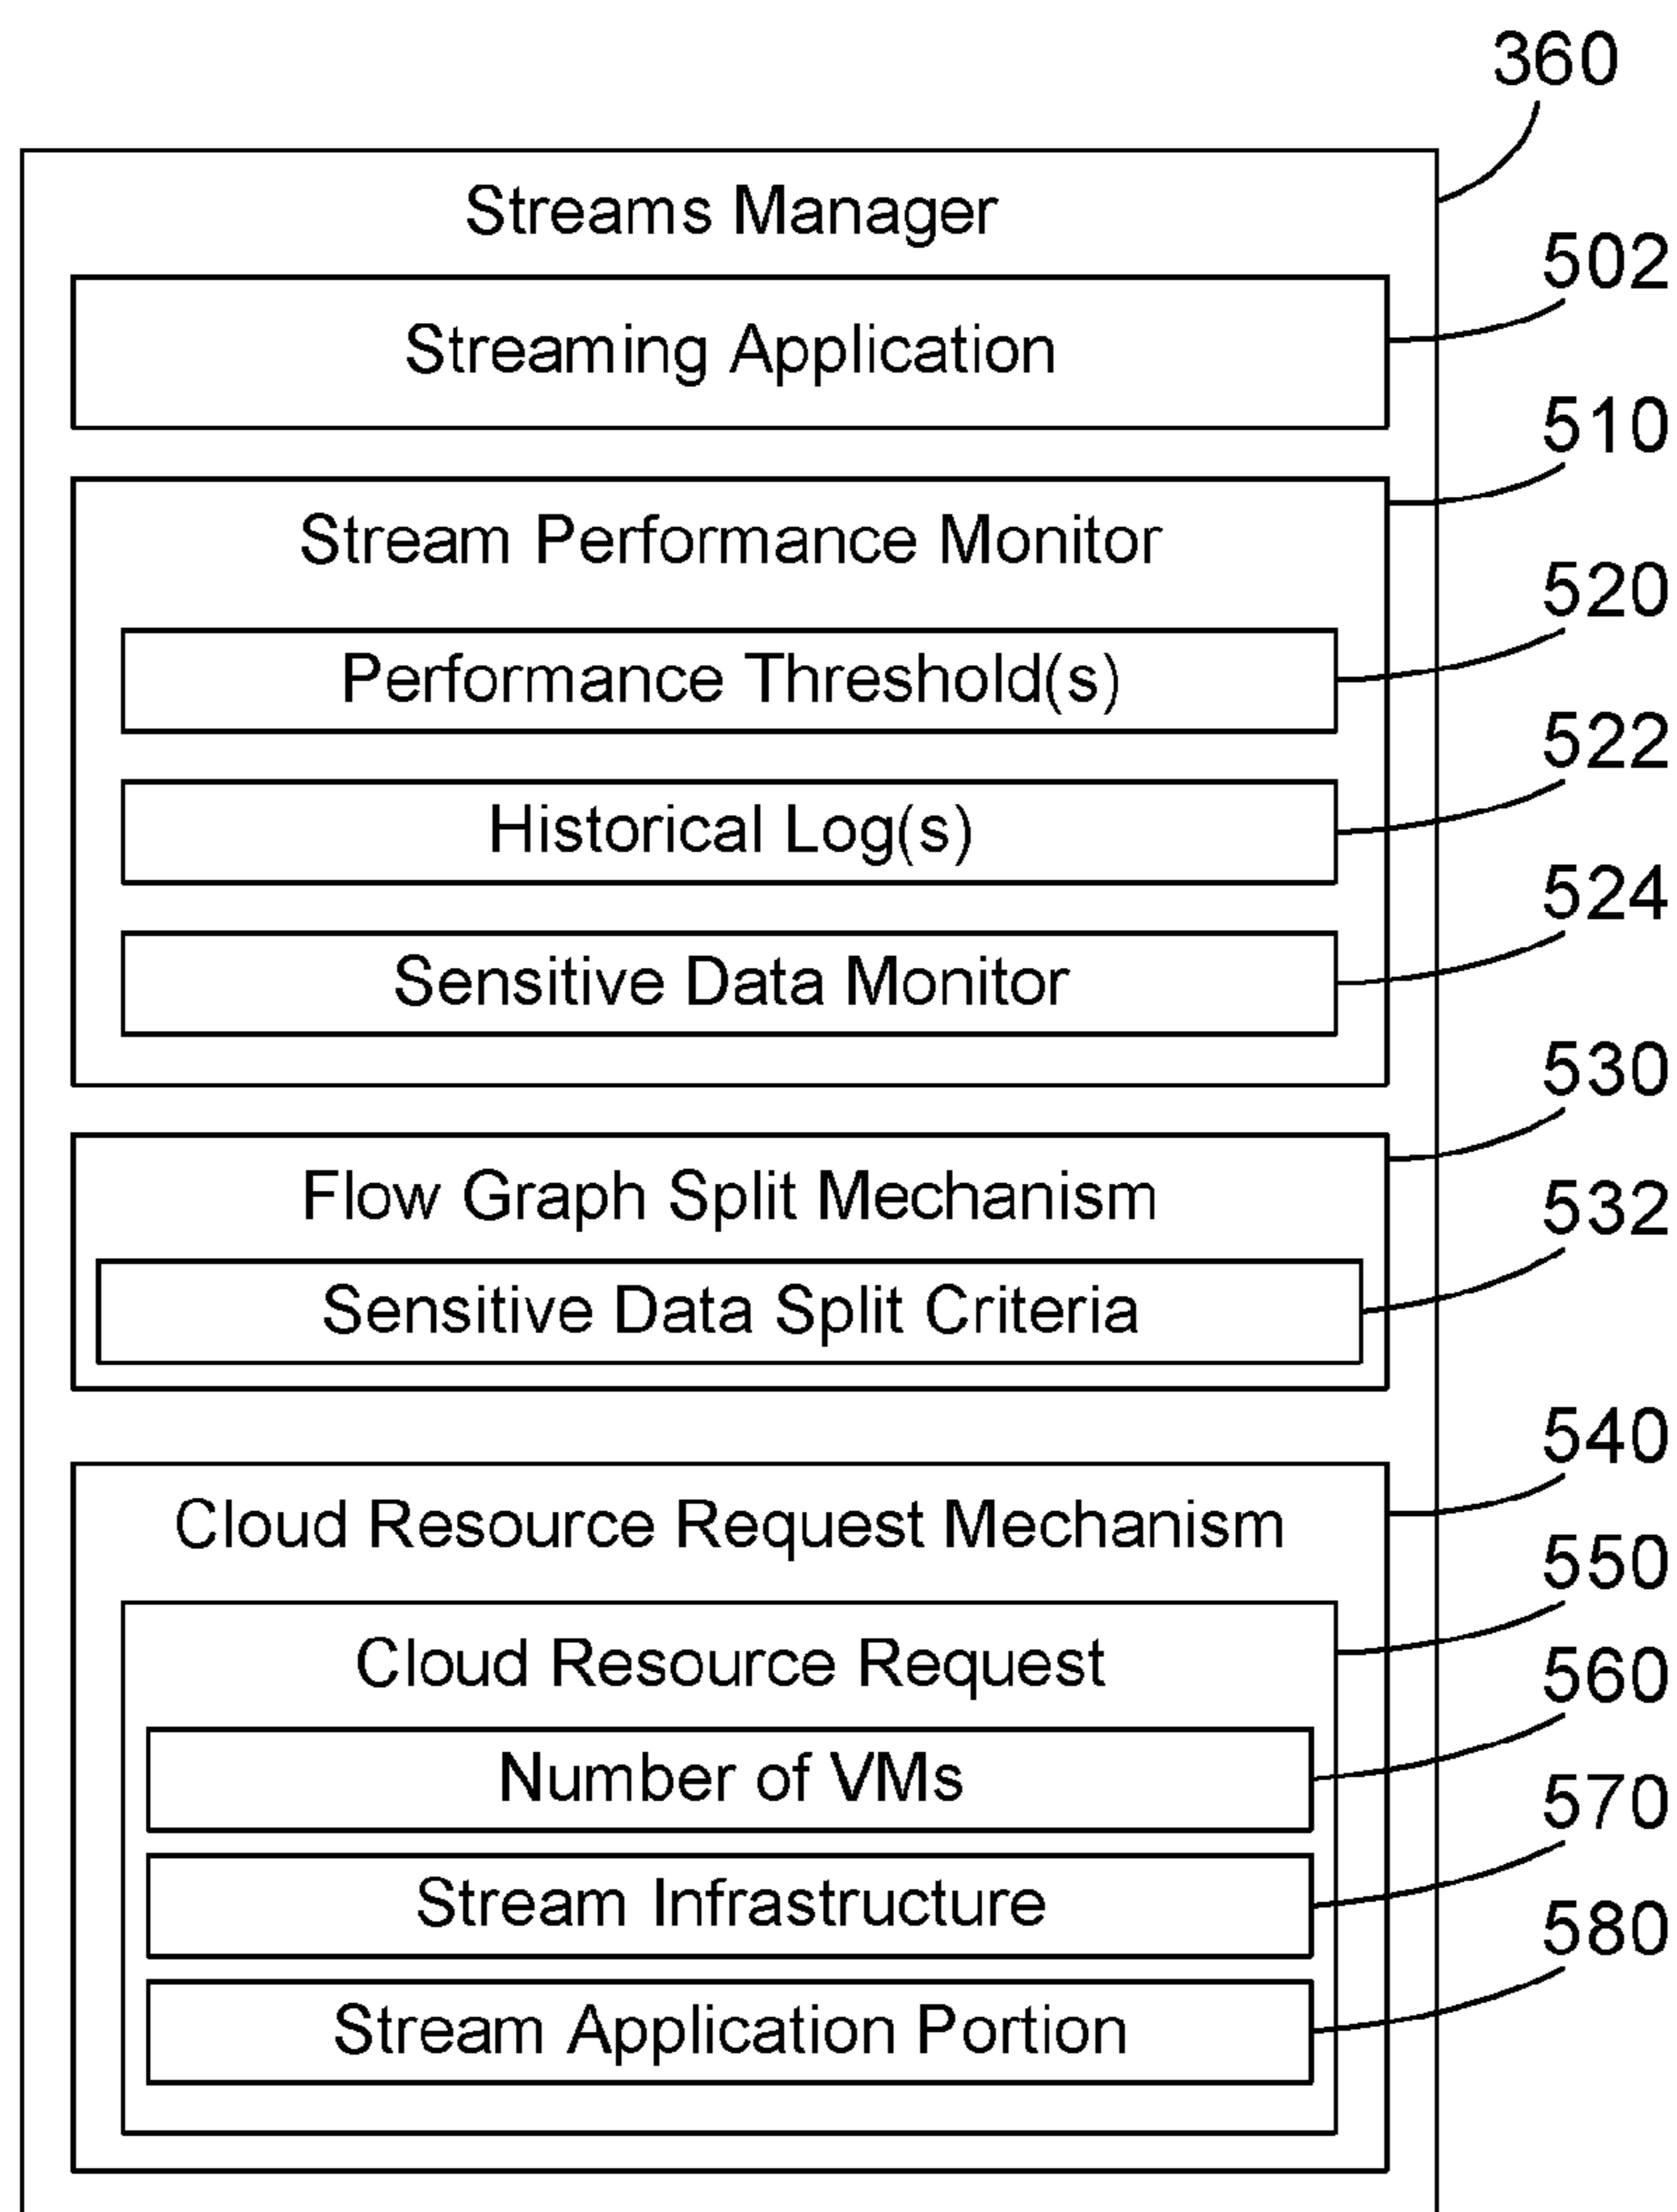 360
Streams Manager
502
Streaming Application
510
Stream Performance Monitor
520
Performance Threshold(s)
522
Historical Log(s)
524
Sensitive Data Monitor
530
Flow Graph Split Mechanism
532
Sensitive Data Split Criteria
540
Cloud Resource Request Mechanism
550
Cloud Resource Request
560
Number of VMs
570
Stream Infrastructure
580
Stream Application Portion